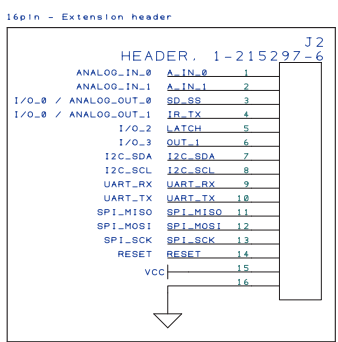 16pin - Extension header
J2
HEADER. 1-215297-6
ANALOG_IN_0 A_IN_0 1
ANALOG_IN_1 A_IN_1 2
I/O_0 / ANALOG_OUT_0 SD_SS 3
I/O_0 / ANALOG_OUT_1 IR_TX 4
I/O_2 LATCH 5
I/O_3 OUT_1 6
I2C_SDA I2C_SDA 7
I2C_SCL I2C_SCL 8
UART_RX UART_RX 9
UART_TX UART_TX 10
SPI_MISO SPI_MISO 11
SPI_MOSI SPI_MOSI 12
SPI_SCK SPI_SCK 13
RESET RESET 14
VCC 15
16